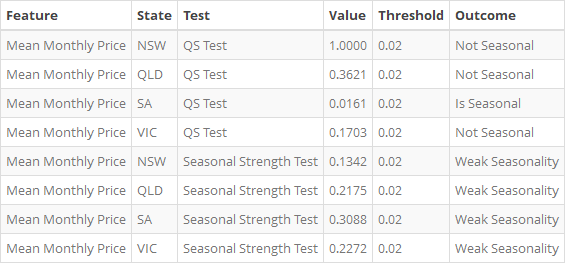 Feature State Test Value Threshold Outcome
Mean Monthly Price NSW QS Test 1.0000 0.02 Not Seasonal
Mean Monthly Price QLD QS Test 0.3621 0.02 Not Seasonal
Mean Monthly Price SA QS Test 0.0161 0.02 Is Seasonal
Mean Monthly Price VIC QS Test 0.1703 0.02 Not Seasonal
Mean Monthly Price NSW Seasonal Strength Test 0.1342 0.02 Weak Seasonality
Mean Monthly Price QLD Seasonal Strength Test 0.2175 0.02 Weak Seasonality
Mean Monthly Price SA Seasonal Strength Test 0.3088 0.02 Weak Seasonality
Mean Monthly Price VIC Seasonal Strength Test 0.2272 0.02 Weak Seasonality